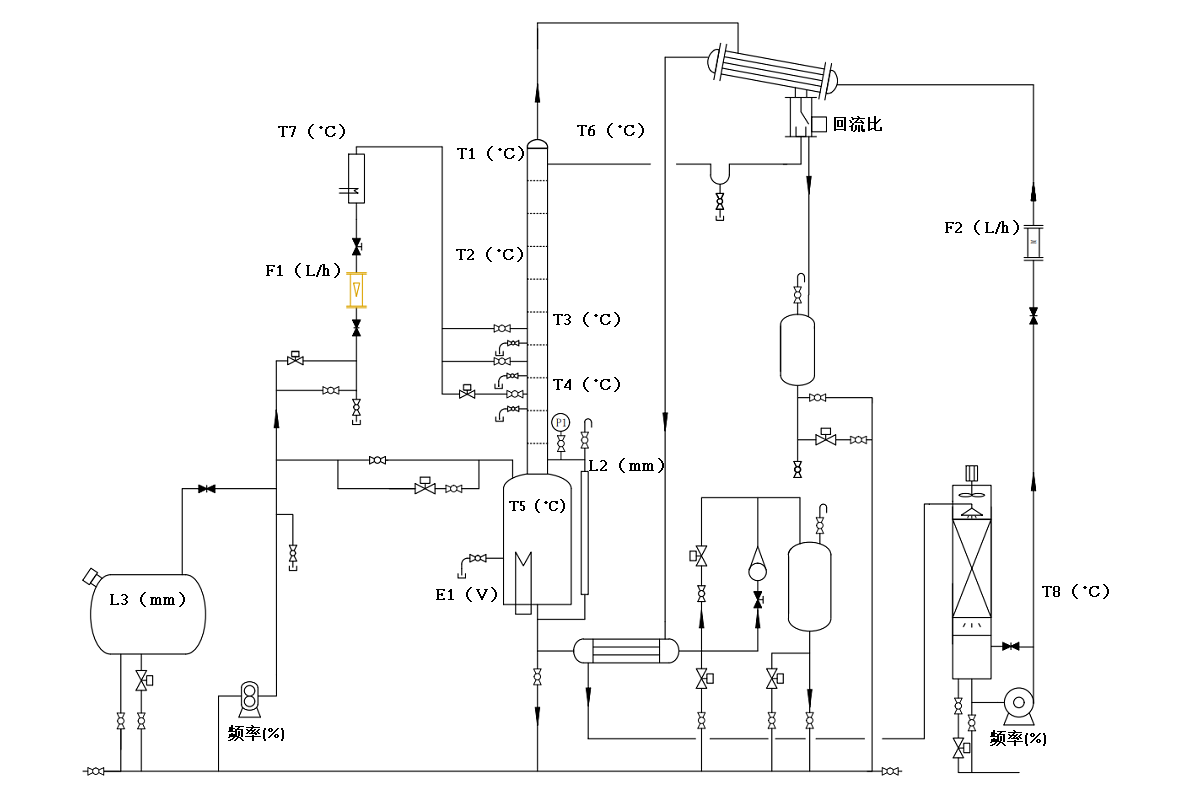 回流比
T7（°C）
T6（°C）
T1（°C）
F2（L/h）
T2（°C）
F1（L/h）
T3（°C）
T4（°C）
P1
L2（mm）
T5（°C）
E1（V）
L3（mm）
T8（°C）
频率(%)
频率(%)